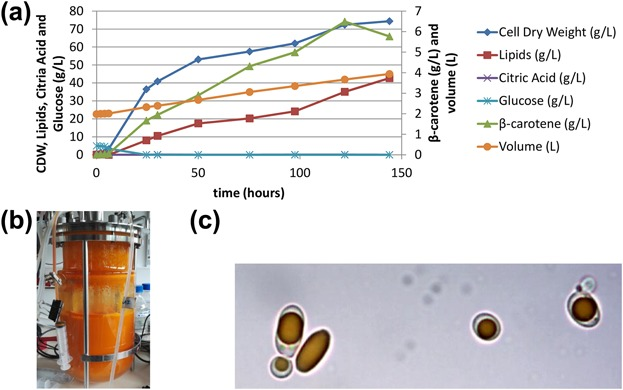 (a)
CDW, Lipids, Citria Acid and
Glucose (g/L)
80
70
60
50
40
30
20
10
0
7
6
5
4
3
2
1
0
β-carotene (g/L) and
volume (L)
0
50
100
150
time (hours)
Cell Dry Weight (g/L)
Lipids (g/L)
Citric Acid (g/L)
Glucose (g/L)
β-carotene (g/L)
Volume (L)
(b)
(c)